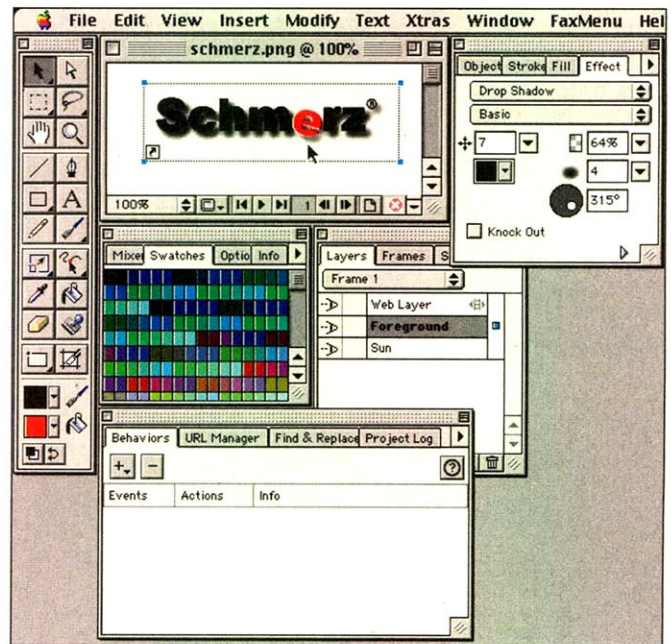 File Edit View Insert Modify Text Xtras Window FaxMenu Hel
schmerz.png @ 100%
Schmerz®
100% 1
Object Stroke Fill Effect
Drop Shadow
Basic
7 64%
4
315°
Knock Out
Mixer Swatches Optio Info
Layers Frames S
Frame 1
Web Layer
Foreground
Sun
Behaviors URL Manager Find & Replace Project Log
Events Actions Info